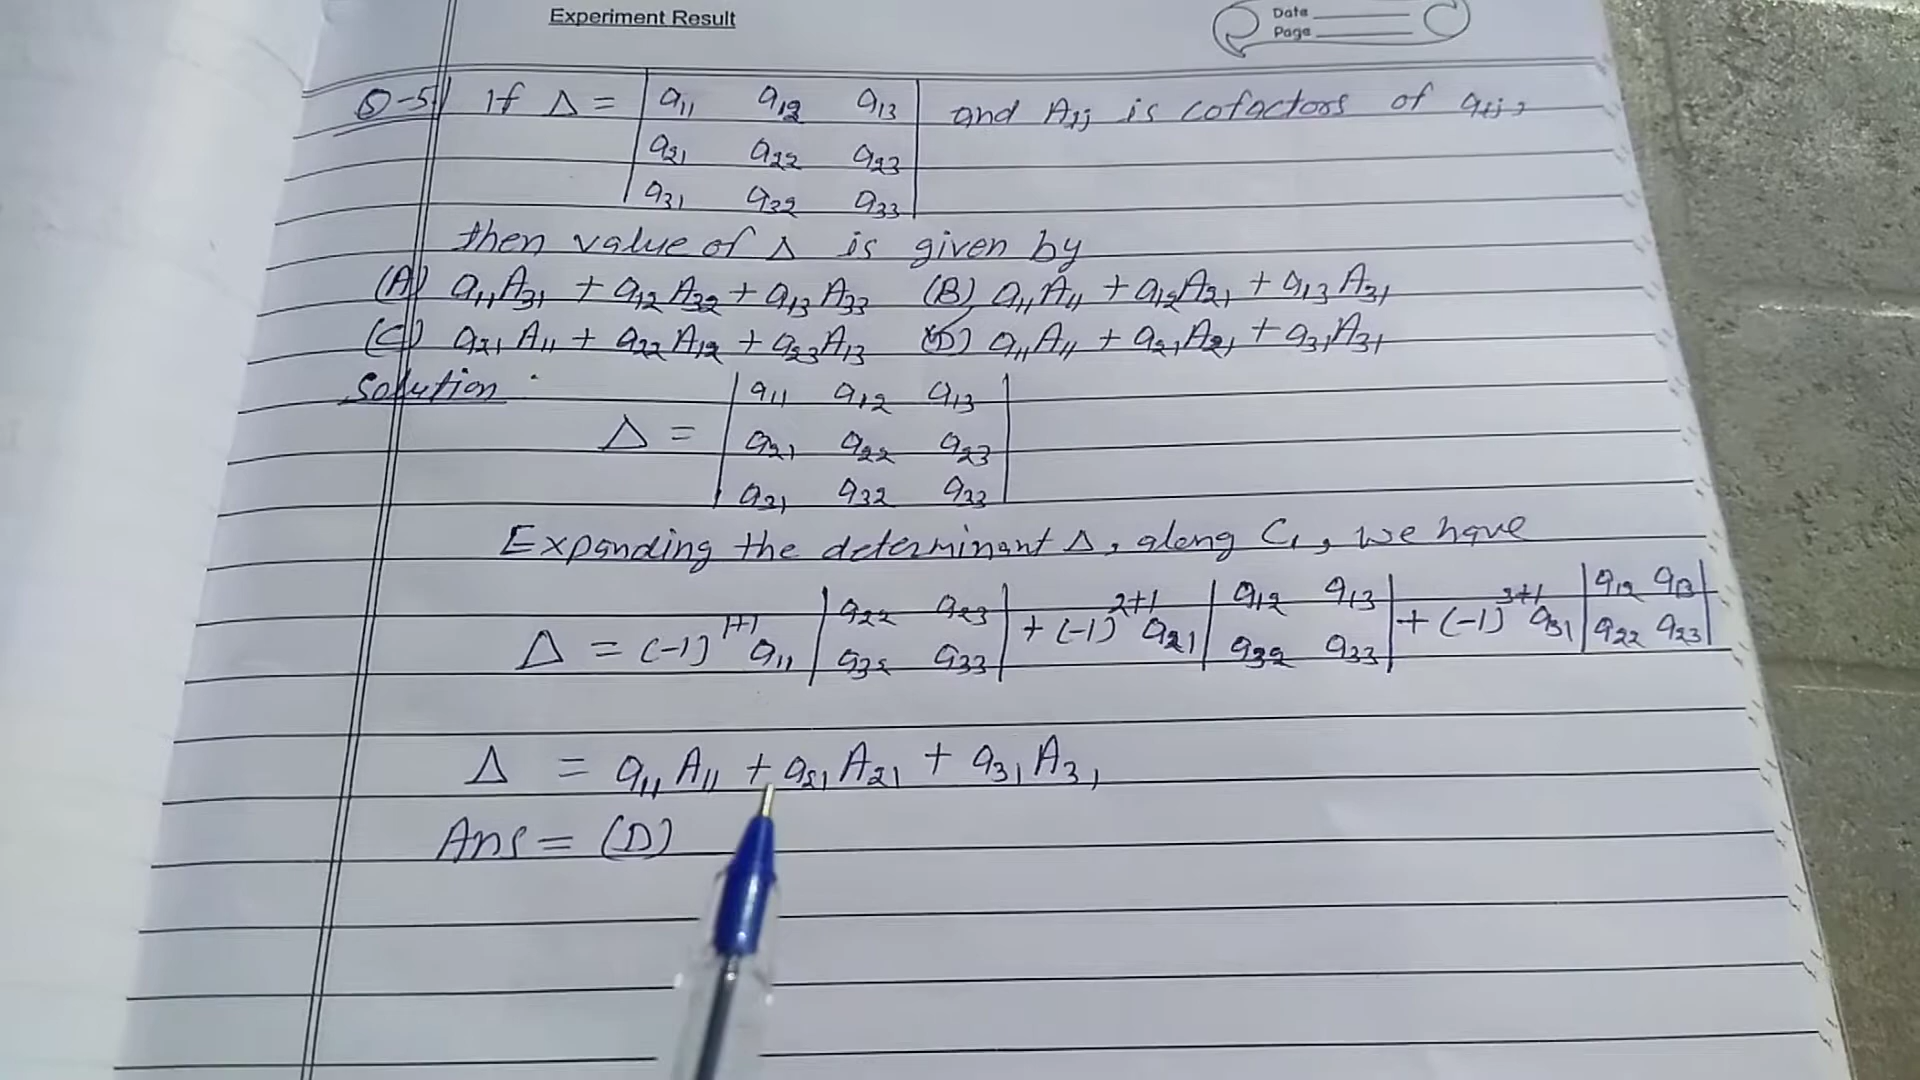 Experiment Result
Date
Page
Q-5 If Δ = | a₁₁ a₁₂ a₁₃ | and Aᵢⱼ is cofactors of aᵢⱼ,
| a₂₁ a₂₂ a₂₃ |
| a₃₁ a₃₂ a₃₃ |
then value of Δ is given by
(A) a₁₁A₃₁ + a₁₂A₃₂ + a₁₃A₃₃ (B) a₁₁A₁₁ + a₁₂A₂₁ + a₁₃A₃₁
(C) a₂₁A₁₁ + a₂₂A₁₂ + a₂₃A₁₃ (D) a₁₁A₁₁ + a₂₁A₂₁ + a₃₁A₃₁
Solution :
| a₁₁ a₁₂ a₁₃ |
Δ = | a₂₁ a₂₂ a₂₃ |
| a₃₁ a₃₂ a₃₃ |
Expanding the determinant Δ, along C₁, we have
Δ = (-1)¹⁺¹ a₁₁ | a₂₂ a₂₃ | + (-1)²⁺¹ a₂₁ | a₁₂ a₁₃ | + (-1)³⁺¹ a₃₁ | a₁₂ a₁₃ |
| a₃₂ a₃₃ | | a₃₂ a₃₃ | | a₂₂ a₂₃ |
Δ = a₁₁A₁₁ + a₂₁A₂₁ + a₃₁A₃₁
Ans = (D)